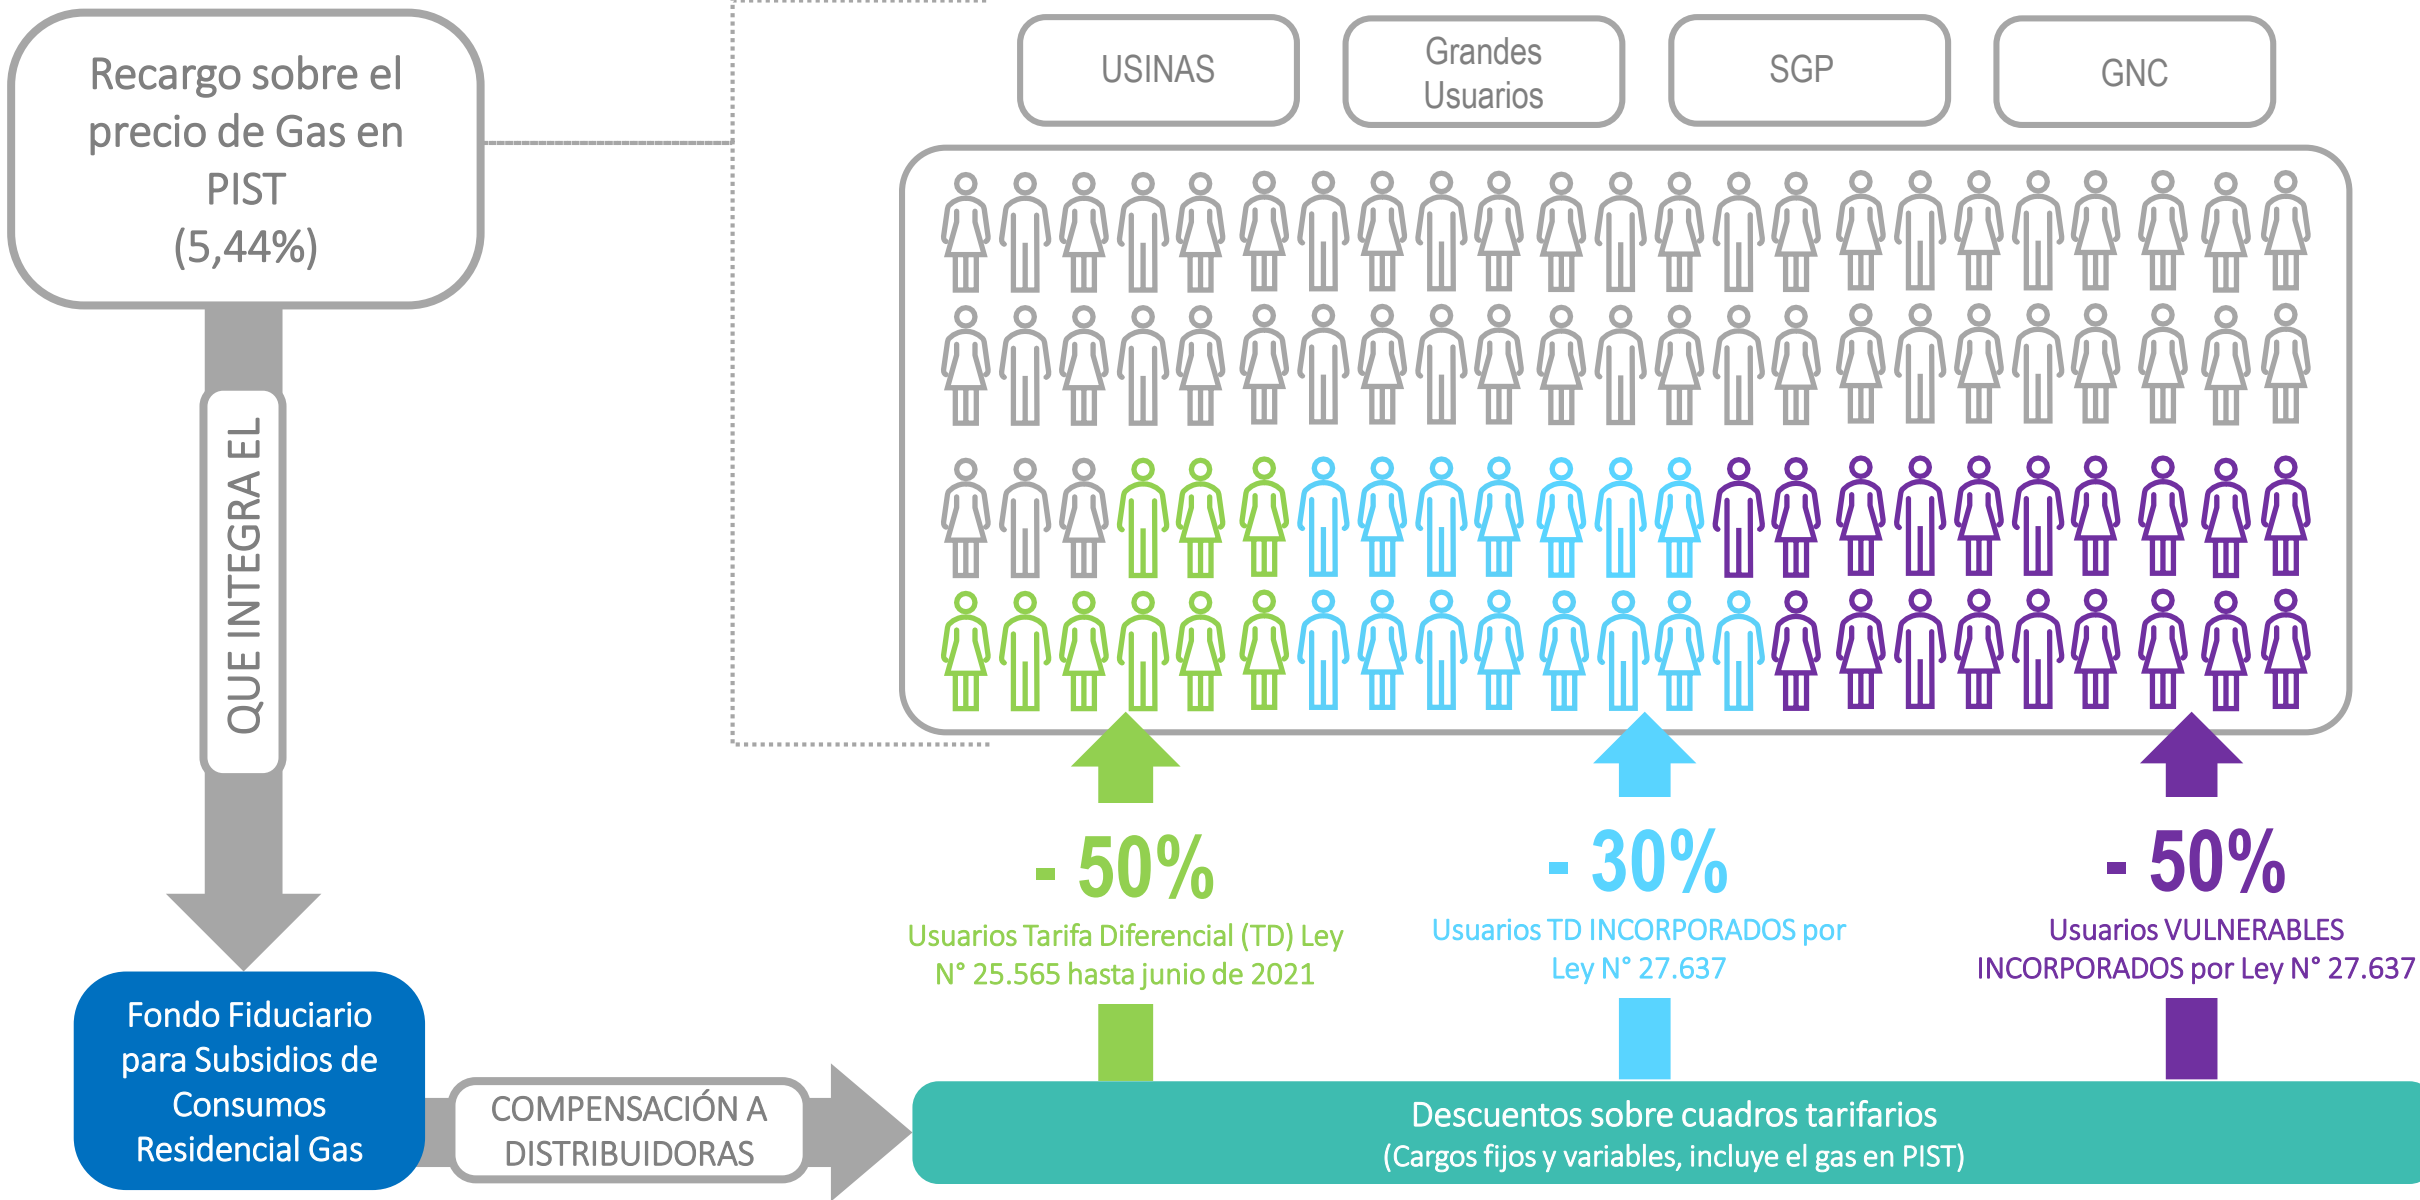 Recargo sobre el
precio de Gas en
PIST
(5,44%)
USINAS
Grandes
Usuarios
SGP
GNC
QUE INTEGRA EL
- 50%
Usuarios Tarifa Diferencial (TD) Ley
N° 25.565 hasta junio de 2021
- 30%
Usuarios TD INCORPORADOS por
Ley N° 27.637
- 50%
Usuarios VULNERABLES
INCORPORADOS por Ley N° 27.637
Fondo Fiduciario
para Subsidios de
Consumos
Residencial Gas
COMPENSACIÓN A
DISTRIBUIDORAS
Descuentos sobre cuadros tarifarios
(Cargos fijos y variables, incluye el gas en PIST)